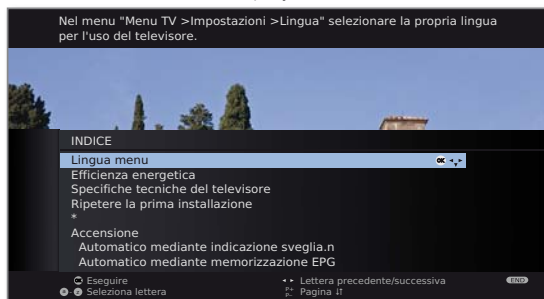 Nel menu "Menu TV >Impostazioni >Lingua" selezionare la propria lingua
per l'uso del televisore.
INDICE
Lingua menu OK
Efficienza energetica
Specifiche tecniche del televisore
Ripetere la prima installazione
*
Accensione
Automatico mediante indicazione sveglia.n
Automatico mediante memorizzazione EPG
Eseguire
Lettera precedente/successiva
END
Seleziona lettera
P+ P- Pagina